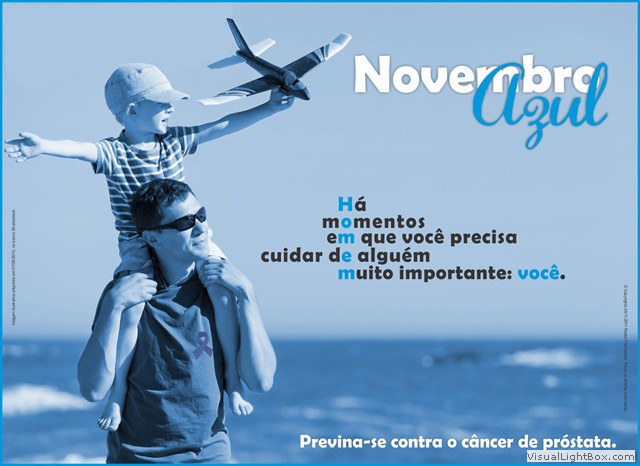 Novembro
Azul
Há
momentos
em que você precisa
cuidar de alguém
muito importante: você.
Previna-se contra o câncer de próstata.
VisualLightBox.com